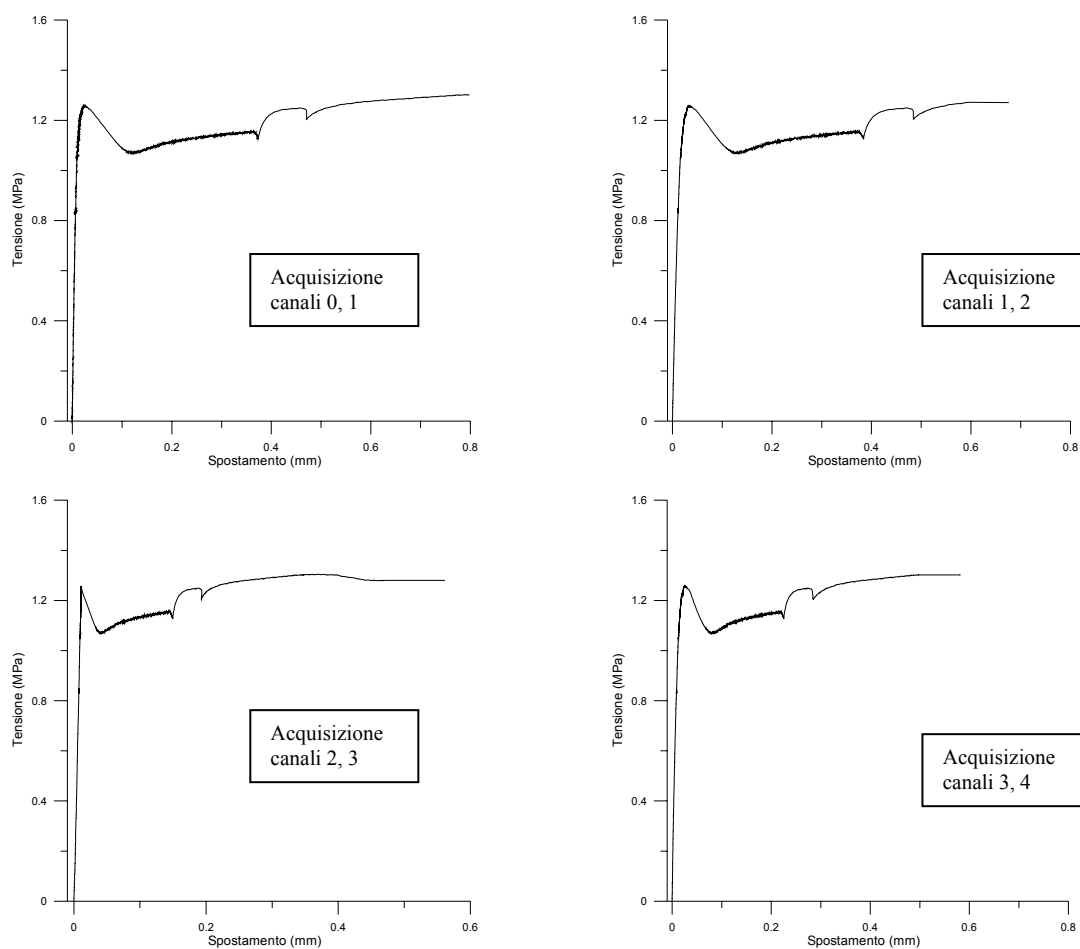 1.6
1.2
0.8
0.4
0
Tensione (MPa)
0 0.2 0.4 0.6 0.8
Spostamento (mm)
Acquisizione
canali 0, 1
1.6
1.2
0.8
0.4
0
Tensione (MPa)
0 0.2 0.4 0.6 0.8
Spostamento (mm)
Acquisizione
canali 1, 2
1.6
1.2
0.8
0.4
0
Tensione (MPa)
0 0.2 0.4 0.6
Spostamento (mm)
Acquisizione
canali 2, 3
1.6
1.2
0.8
0.4
0
Tensione (MPa)
0 0.2 0.4 0.6 0.8
Spostamento (mm)
Acquisizione
canali 3, 4